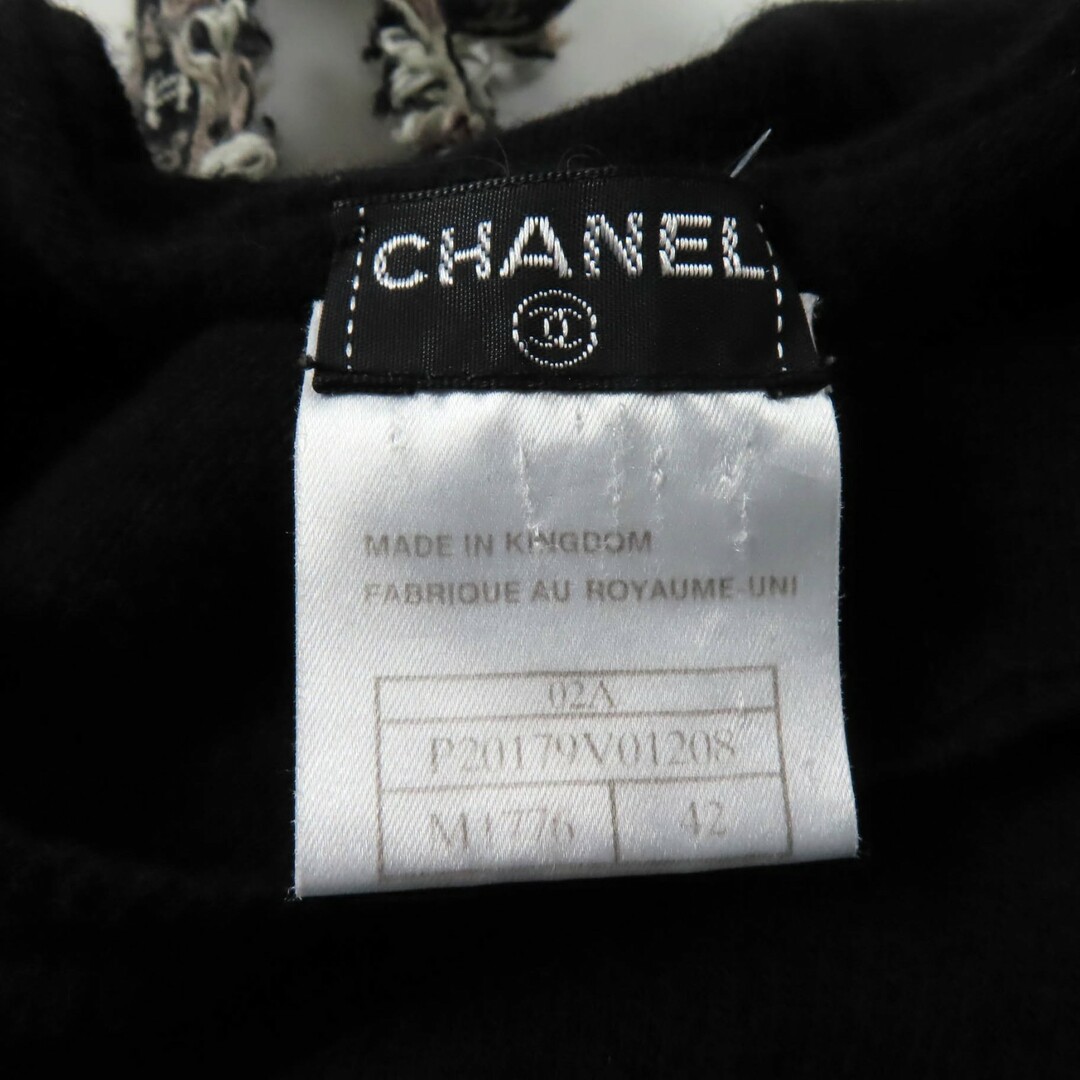 CHANEL
MADE IN KINGDOM
FABRIQUE AU ROYAUME-UNI
02A
P20179V01208
M1776 42